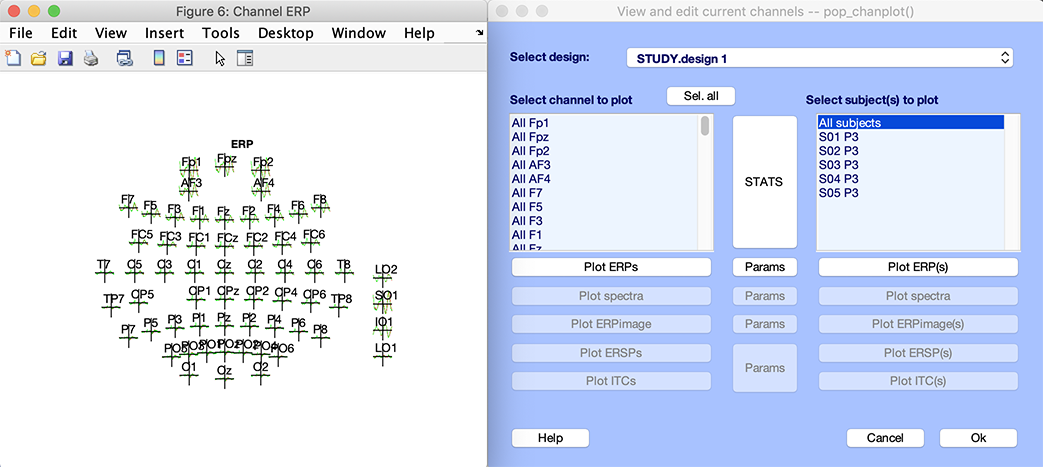 Figure 6: Channel ERP
File Edit View Insert Tools Desktop Window Help
ERP
Fp1 Fpz Fp2
AF3 AF4
F7 F5 F3 F1 Fz F2 F4 F6 F8
FC5 FC3 FC1 FCz FC2 FC4 FC6
T7 C5 C3 C1 Cz C2 C4 C6 T8
LO2
TP7 CP5 CP1 CPz CP2 CP4 CP6 TP8 SO1
P7 P5 P3 P1 Pz P2 P4 P6 P8 IO1
PO5 PO3 PO1 POz PO2 PO4 PO6 LO1
O1 Oz O2
View and edit current channels -- pop_chanplot()
Select design: STUDY.design 1
Select channel to plot Sel. all Select subject(s) to plot
All Fp1
All Fpz
All Fp2
All AF3
All AF4
All F7
All F5
All F3
All F1
All Fz
STATS
All subjects
S01 P3
S02 P3
S03 P3
S04 P3
S05 P3
Plot ERPs Params Plot ERP(s)
Plot spectra Params Plot spectra
Plot ERPimage Params Plot ERPimage(s)
Plot ERSPs Params Plot ERSP(s)
Plot ITCs Plot ITC(s)
Help Cancel Ok